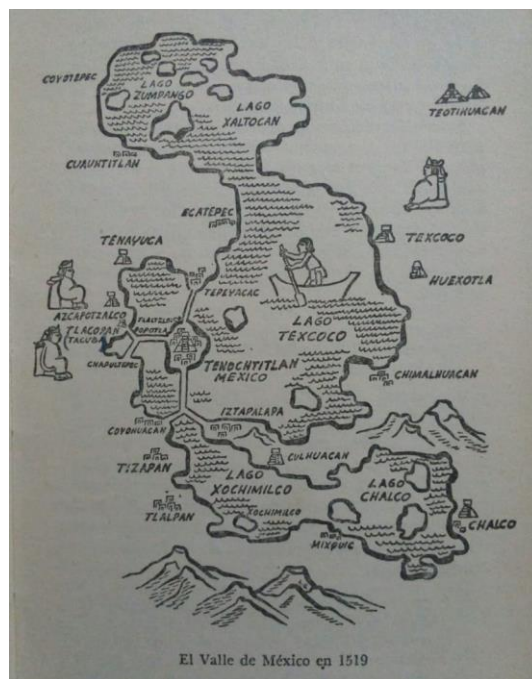 COYOTEPEC
LAGO
ZUMPANGO
LAGO
XALTOCAN
TEOTIHUACAN
CUAUHTITLAN
ECATEPEC
TENAYUCA
TEXCOCO
HUEXOTLA
TEPEYACAC
AZCAPOTZALCO
TLALTELOLCO
POPOTLA
TLACOPAN
(TACUBA)
CHAPULTEPEC
LAGO
TEXCOCO
TENOCHTITLAN
MEXICO
CHIMALHUACAN
IZTAPALAPA
COYOHUACAN
CULHUACAN
TIZAPAN
LAGO
XOCHIMILCO
LAGO
CHALCO
TLALPAN
XOCHIMILCO
CHALCO
MIXQUIC
El Valle de México en 1519